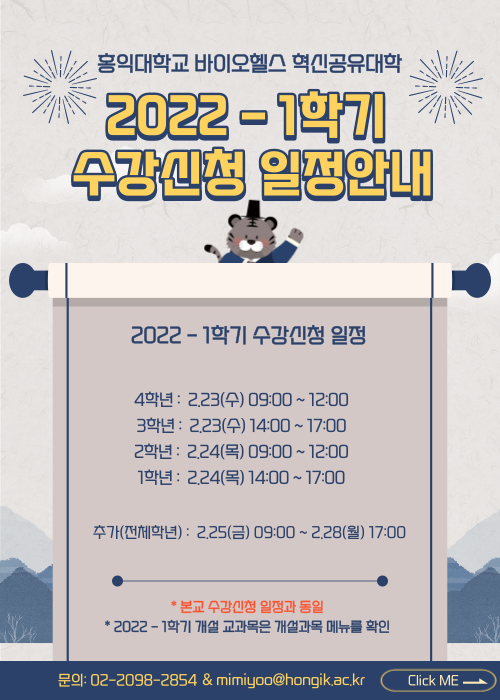 홍익대학교 바이오헬스 혁신공유대학
2022 - 1학기
수강신청 일정안내
2022 - 1학기 수강신청 일정
4학년 : 2.23(수) 09:00 ~ 12:00
3학년 : 2.23(수) 14:00 ~ 17:00
2학년 : 2.24(목) 09:00 ~ 12:00
1학년 : 2.24(목) 14:00 ~ 17:00
추가(전체학년) : 2.25(금) 09:00 ~ 2.28(월) 17:00
* 본교 수강신청 일정과 동일
* 2022 - 1학기 개설 교과목은 개설과목 메뉴를 확인
문의: 02-2098-2854 & mimiyoo@hongik.ac.kr
Click ME